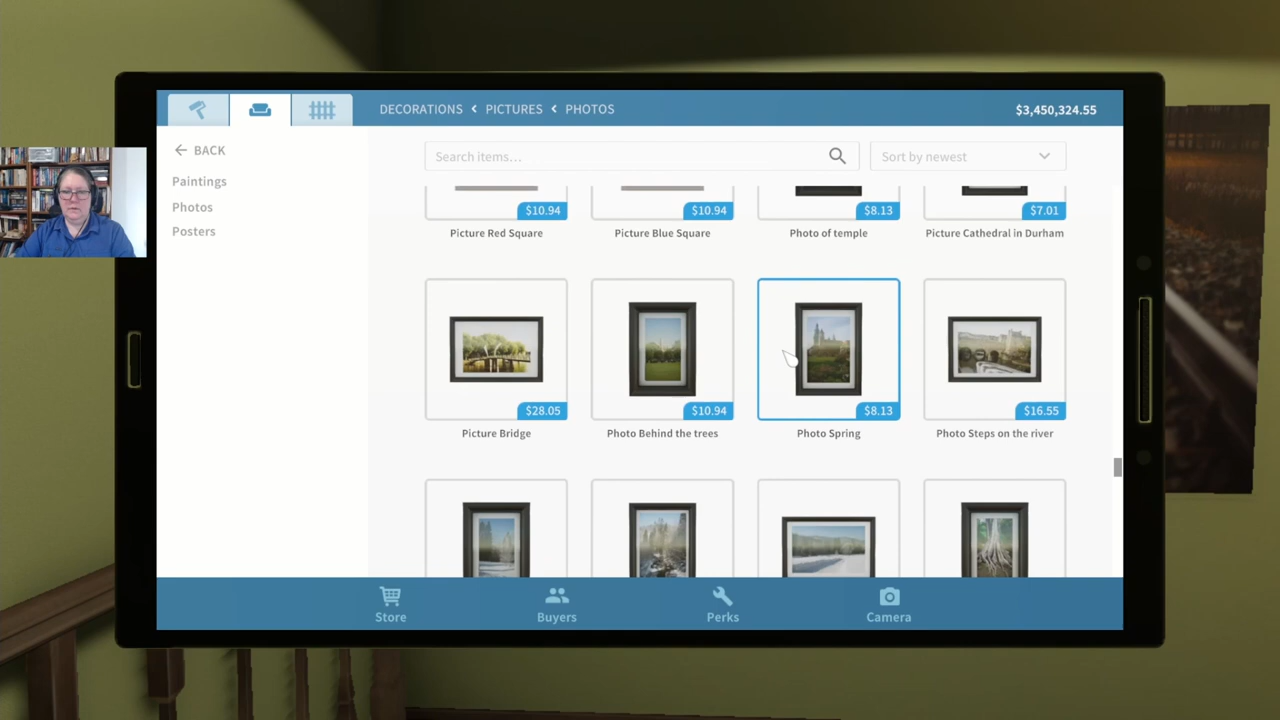 DECORATIONS < PICTURES < PHOTOS
$3,450,324.55
BACK
Paintings
Photos
Posters
Search items...
Sort by newest
$10.94
$10.94
$8.13
$7.01
Picture Red Square
Picture Blue Square
Photo of temple
Picture Cathedral in Durham
$28.05
$10.94
$8.13
$16.55
Picture Bridge
Photo Behind the trees
Photo Spring
Photo Steps on the river
Store
Buyers
Perks
Camera